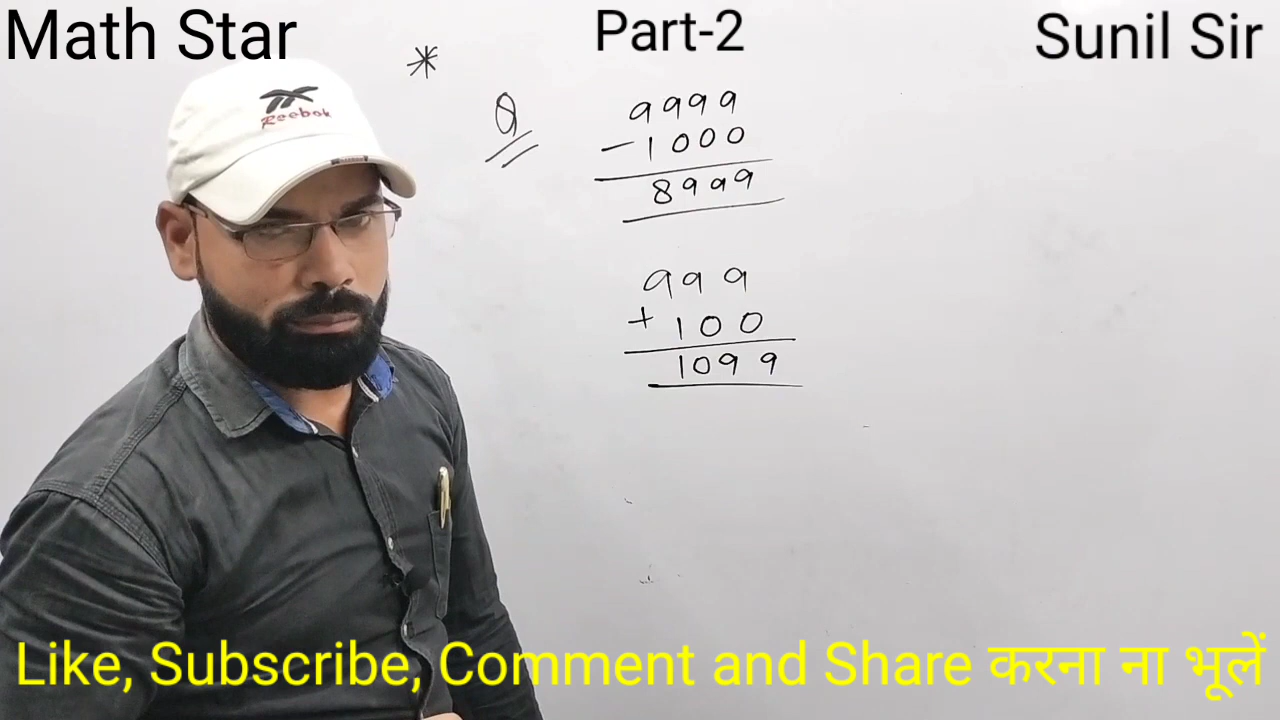 Math Star
Part-2
Sunil Sir
Reebok
*
Q
9999
-1000
8999
999
+ 100
1099
Like, Subscribe, Comment and Share करना ना भूलें